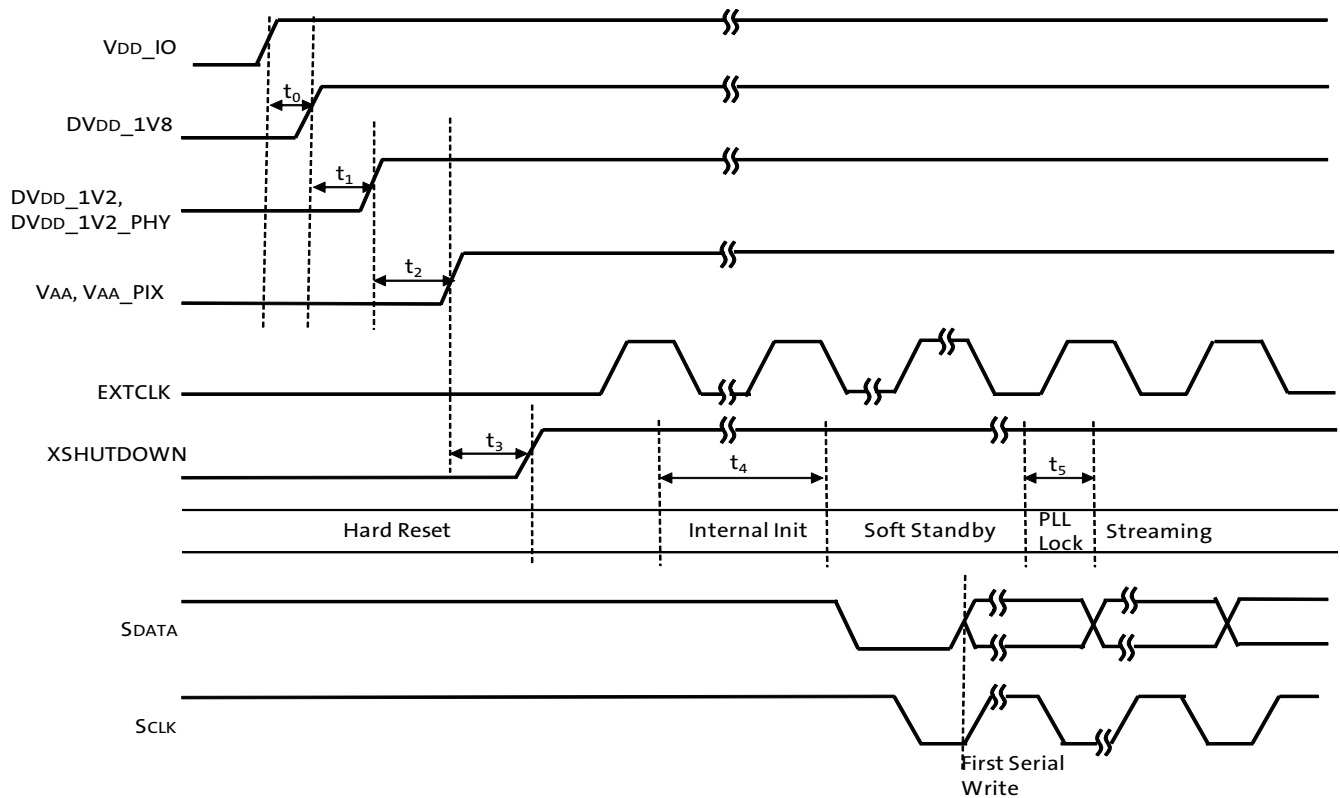 VDD_IO
t0
DVDD_1V8
t1
DVDD_1V2,
DVDD_1V2_PHY
t2
VAA, VAA_PIX
EXTCLK
XSHUTDOWN
t3
t4
t5
Hard Reset
Internal Init
Soft Standby
PLL
Lock
Streaming
SDATA
SCLK
First Serial
Write